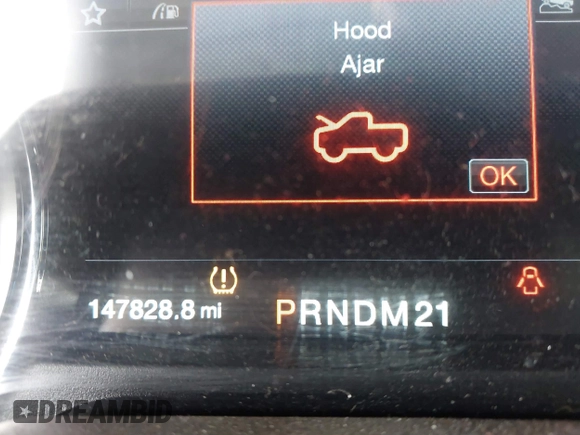 Hood
Ajar
OK
147828.8 mi
PRNDM21
DREAMBID